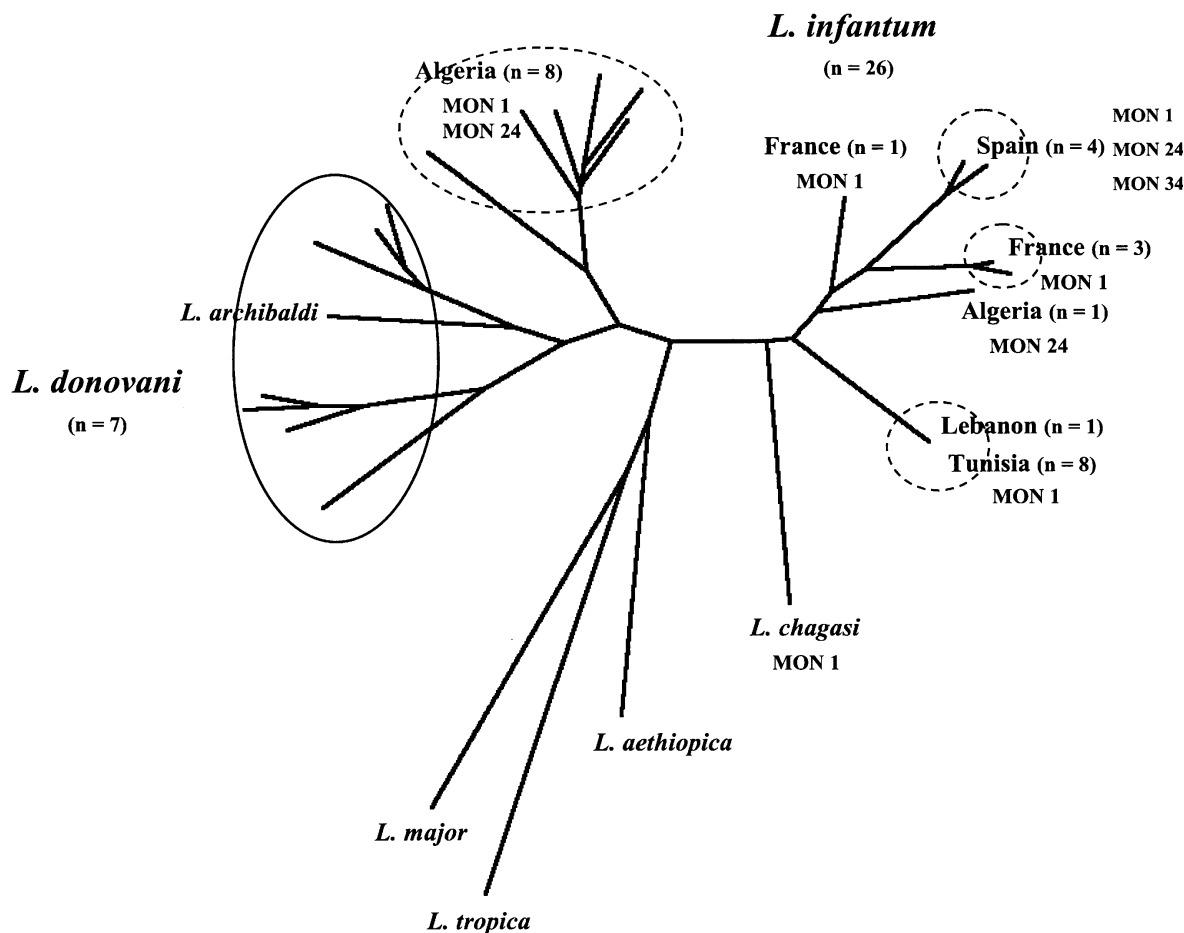 L. infantum
(n = 26)
Algeria (n = 8)
MON 1
MON 24
France (n = 1)
MON 1
Spain (n = 4)
MON 1
MON 24
MON 34
France (n = 3)
MON 1
Algeria (n = 1)
MON 24
L. archibaldi
L. donovani
(n = 7)
Lebanon (n = 1)
Tunisia (n = 8)
MON 1
L. chagasi
MON 1
L. aethiopica
L. major
L. tropica